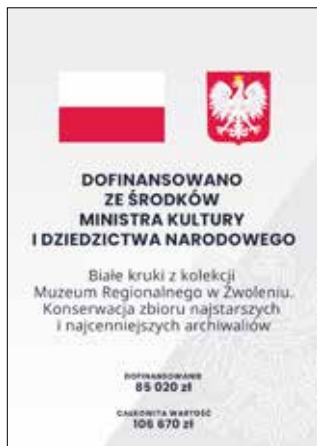 DOFINANSOWANO
ZE ŚRODKÓW
MINISTRA KULTURY
I DZIEDZICTWA NARODOWEGO
Białe kruki z kolekcji
Muzeum Regionalnego w Zwoleniu.
Konserwacja zbioru najstarszych
i najcenniejszych archiwaliów
DOFINANSOWANIE
85 020 zł
CAŁKOWITA WARTOŚĆ
106 670 zł